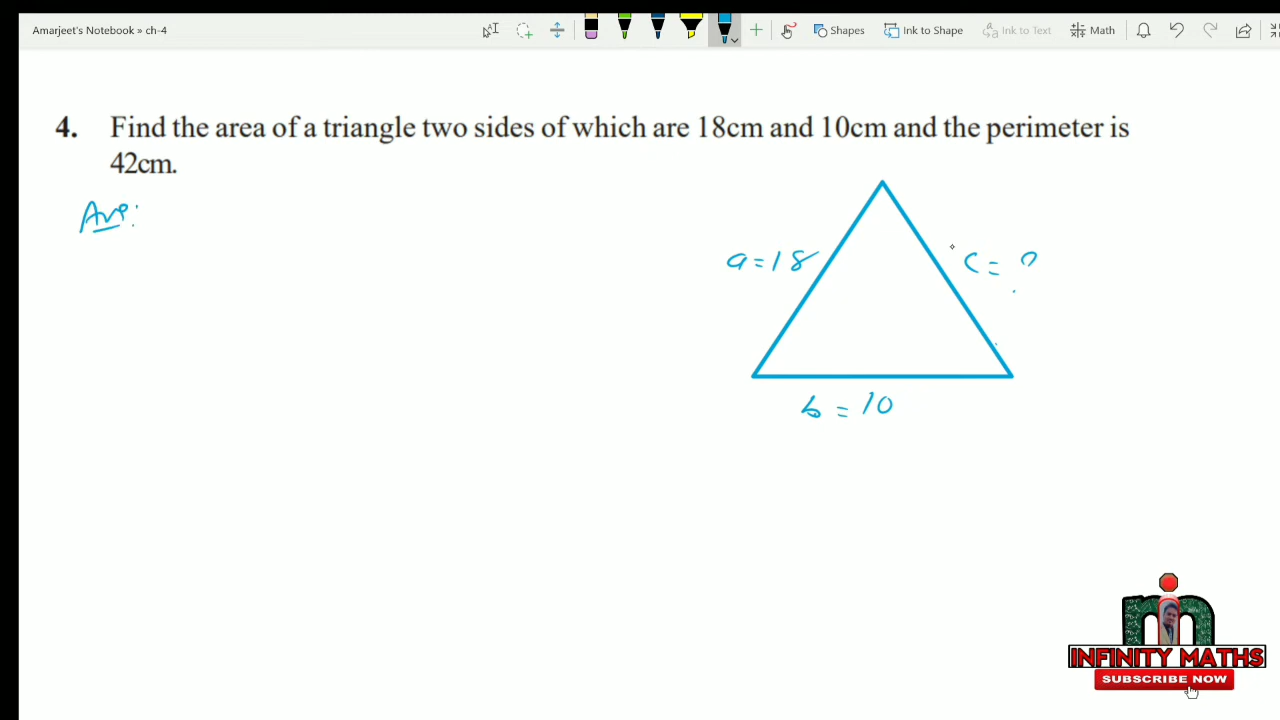 Amarjeet's Notebook » ch-4
Shapes
Ink to Shape
Ink to Text
Math
4. Find the area of a triangle two sides of which are 18cm and 10cm and the perimeter is
42cm.
Ans:
a = 18
c = ?
b = 10
INFINITY MATHS
SUBSCRIBE NOW